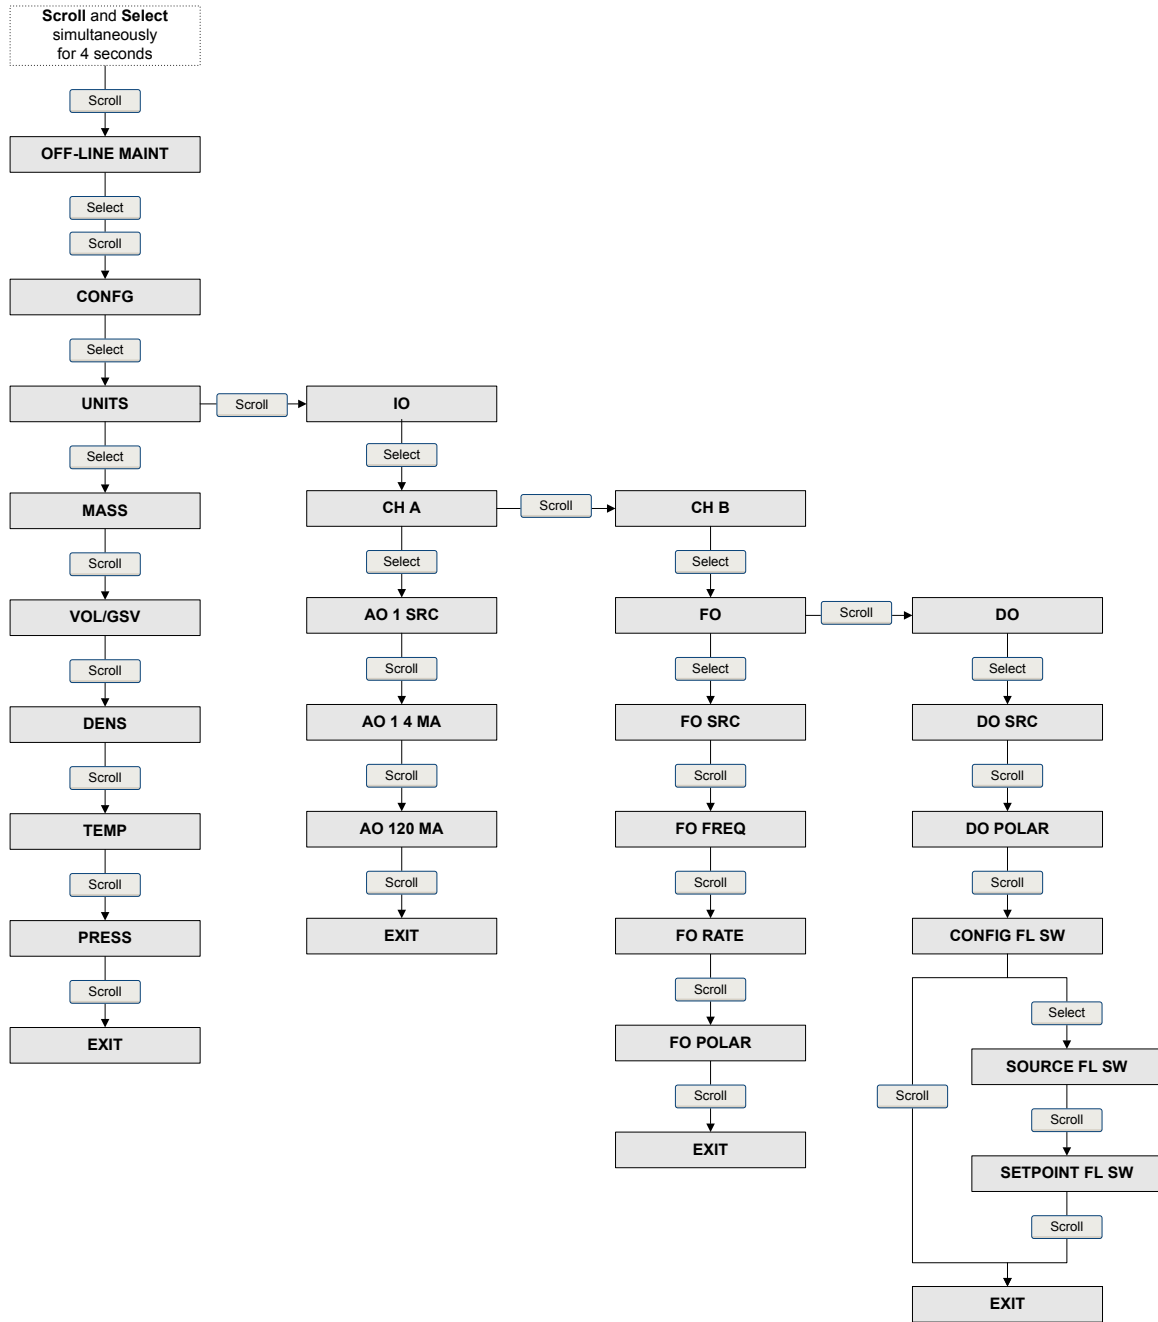 Scroll and Select
simultaneously
for 4 seconds
Scroll
OFF-LINE MAINT
Select
Scroll
CONFG
Select
UNITS
Scroll
IO
Select
Select
MASS
CH A
Scroll
CH B
Scroll
Select
Select
VOL/GSV
AO 1 SRC
FO
Scroll
DO
Scroll
Scroll
Select
Select
DENS
AO 1 4 MA
FO SRC
DO SRC
Scroll
Scroll
Scroll
Scroll
TEMP
AO 120 MA
FO FREQ
DO POLAR
Scroll
Scroll
Scroll
Scroll
PRESS
EXIT
FO RATE
CONFIG FL SW
Scroll
Scroll
Select
EXIT
FO POLAR
SOURCE FL SW
Scroll
Scroll
Scroll
EXIT
SETPOINT FL SW
Scroll
EXIT